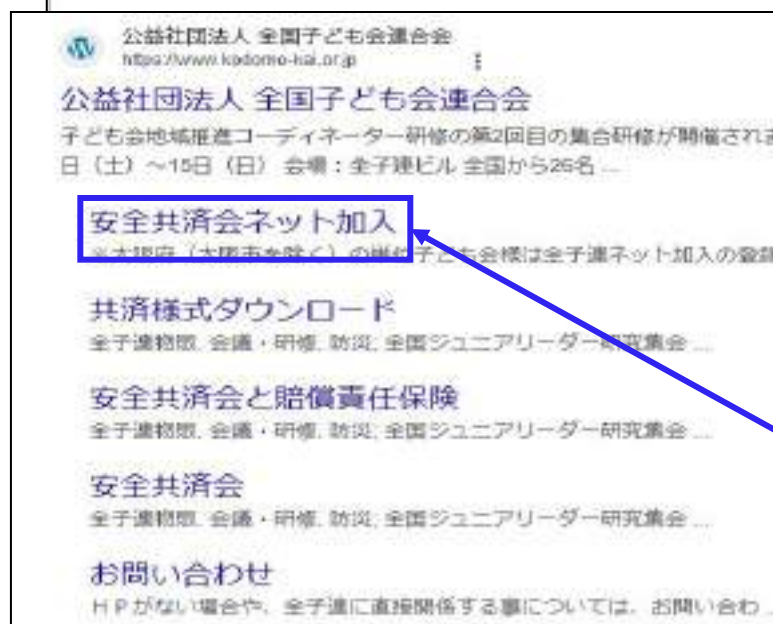 公益社団法人 全国子ども会連合会
https://www.kodomo-kai.or.jp
公益社団法人 全国子ども会連合会
子ども会地域推進コーディネーター研修の第2回目の集合研修が開催されま
日（土）～15日（日） 会場：全子連ビル 全国から26名 ...
安全共済会ネット加入
※大阪府（大阪市を除く）の単位子ども会様は全子連ネット加入の登録
共済様式ダウンロード
全子連物販, 会議・研修, 防災, 全国ジュニアリーダー研究集会 ...
安全共済会と賠償責任保険
全子連物販, 会議・研修, 防災, 全国ジュニアリーダー研究集会 ...
安全共済会
全子連物販, 会議・研修, 防災, 全国ジュニアリーダー研究集会 ...
お問い合わせ
ＨＰがない場合や、全子連に直接関係する事については、お問い合わ ...